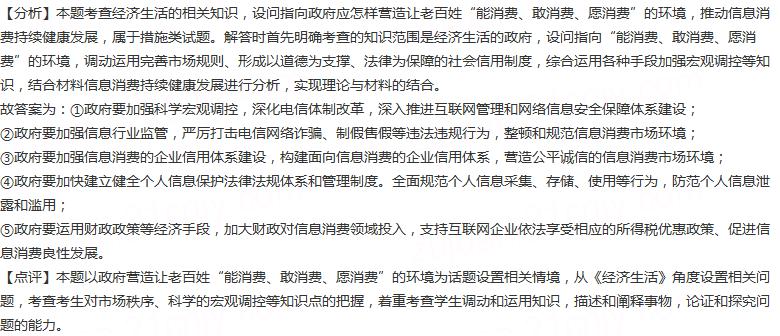 【分析】本题考查经济生活的相关知识，设问指向政府应怎样营造让老百姓“能消费、敢消费、愿消费”的环境，推动信息消
费持续健康发展，属于措施类试题。解答时首先明确考查的知识范围是经济生活的政府，设问指向“能消费、敢消费、愿消
费”的环境，调动运用完善市场规则、形成以道德为支撑、法律为保障的社会信用制度，综合运用各种手段加强宏观调控等知
识，结合材料信息消费持续健康发展进行分析，实现理论与材料的结合。
故答案为：①政府要加强科学宏观调控，深化电信体制改革，深入推进互联网管理和网络信息安全保障体系建设；
②政府要加强信息行业监管，严厉打击电信网络诈骗、制假售假等违法违规行为，整顿和规范信息消费市场环境；
③政府要加强信息消费的企业信用体系建设，构建面向信息消费的企业信用体系，营造公平诚信的信息消费市场环境；
④政府要加快建立健全个人信息保护法律法规体系和管理制度。全面规范个人信息采集、存储、使用等行为，防范个人信息泄
露和滥用；
⑤政府要运用财政政策等经济手段，加大财政对信息消费领域投入，支持互联网企业依法享受相应的所得税优惠政策、促进信
息消费良性发展。
【点评】本题以政府营造让老百姓“能消费、敢消费、愿消费”的环境为话题设置相关情境，从《经济生活》角度设置相关问
题，考查考生对市场秩序、科学的宏观调控等知识点的把握，着重考查学生调动和运用知识，描述和阐释事物，论证和探究问
题的能力。